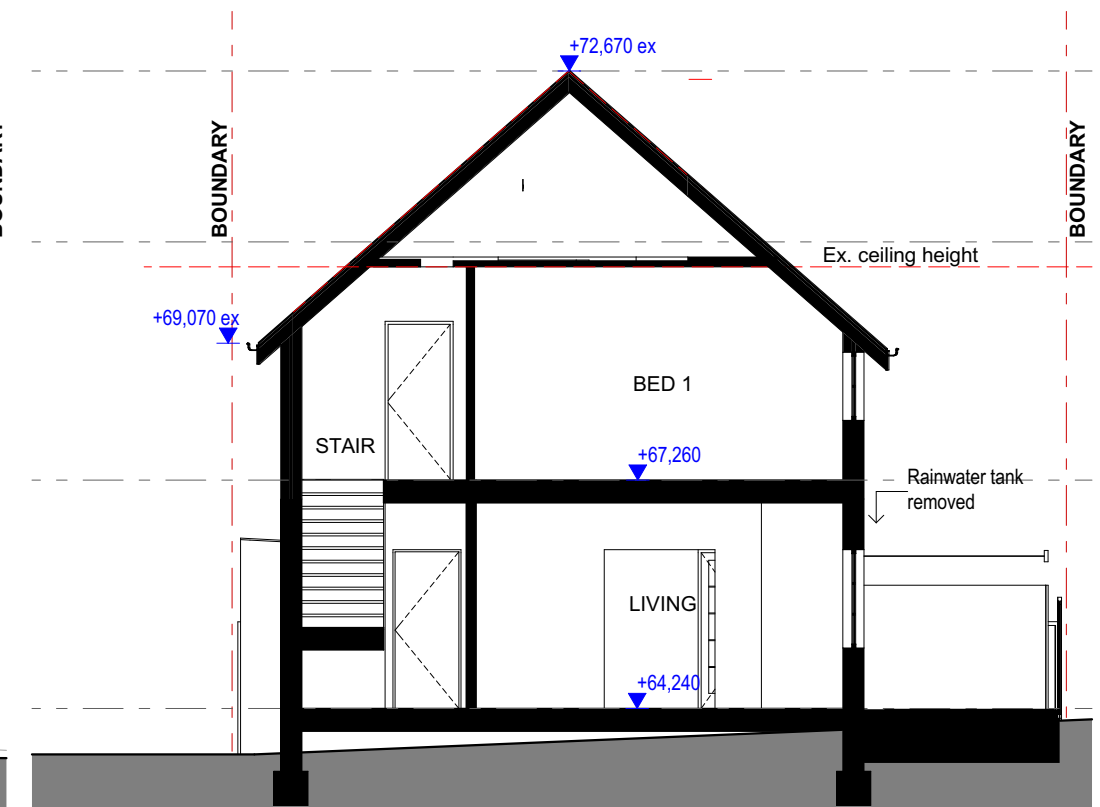 +72,670 ex
BOUNDARY
BOUNDARY
BOUNDARY
Ex. ceiling height
+69,070 ex
BED 1
STAIR
+67,260
Rainwater tank
removed
LIVING
+64,240